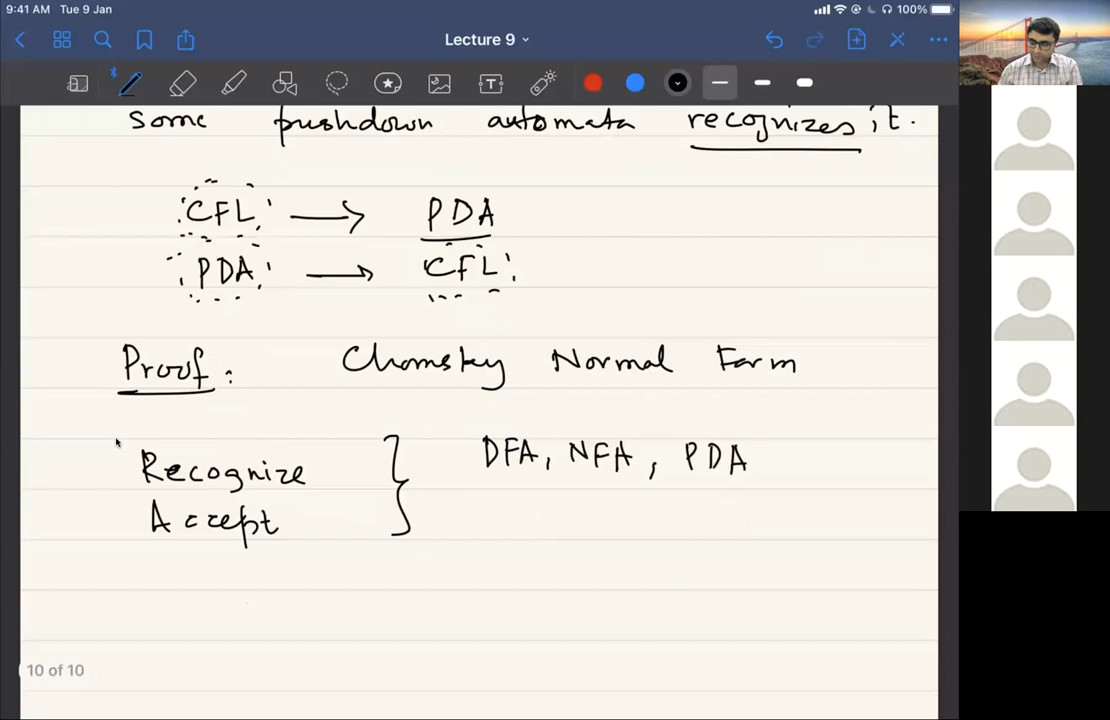 9:41 AM Tue 9 Jan
100%
Lecture 9
some pushdown automata recognizes it.
CFL → PDA
PDA → CFL
Proof: Chomsky Normal Form
Recognize } DFA, NFA, PDA
Accept
10 of 10